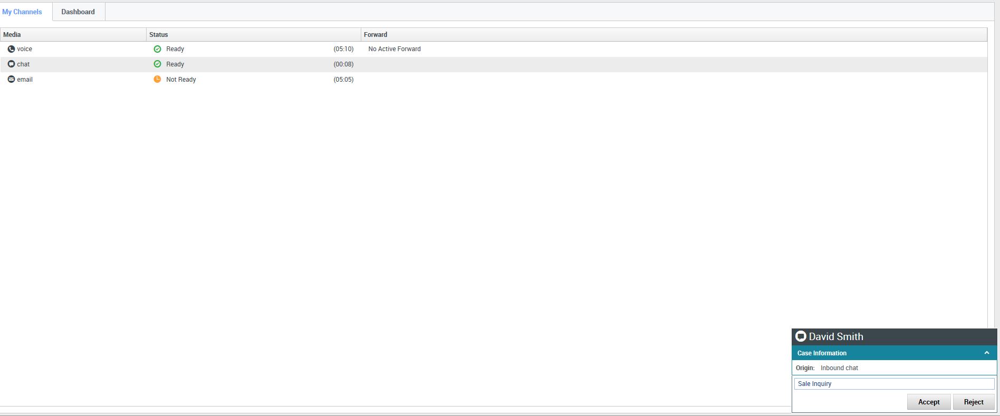 My Channels Dashboard
Media Status Forward
voice Ready (05:10) No Active Forward
chat Ready (00:08)
email Not Ready (05:05)
David Smith
Case Information
Origin: Inbound chat
Sale Inquiry
Accept Reject